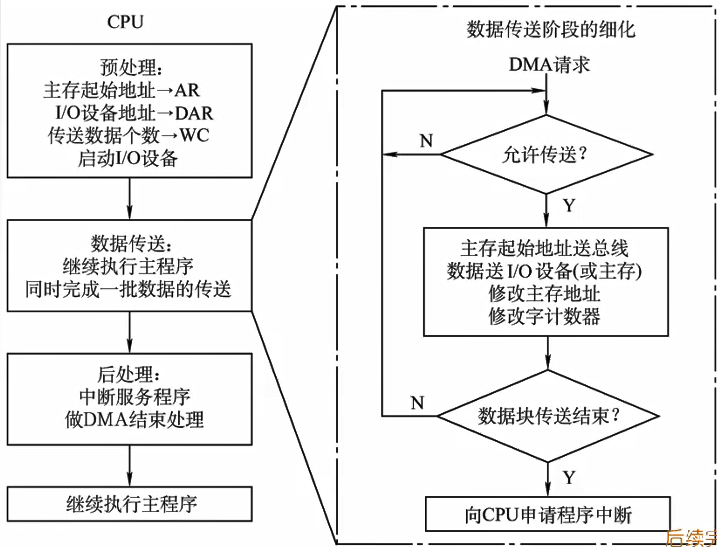 CPU
预处理：
主存起始地址→AR
I/O设备地址→DAR
传送数据个数→WC
启动I/O设备
数据传送：
继续执行主程序
同时完成一批数据的传送
后处理：
中断服务程序
做DMA结束处理
继续执行主程序
数据传送阶段的细化
DMA请求
允许传送？
N
Y
主存起始地址送总线
数据送I/O设备(或主存)
修改主存地址
修改字计数器
数据块传送结束？
N
Y
向CPU申请程序中断
后续